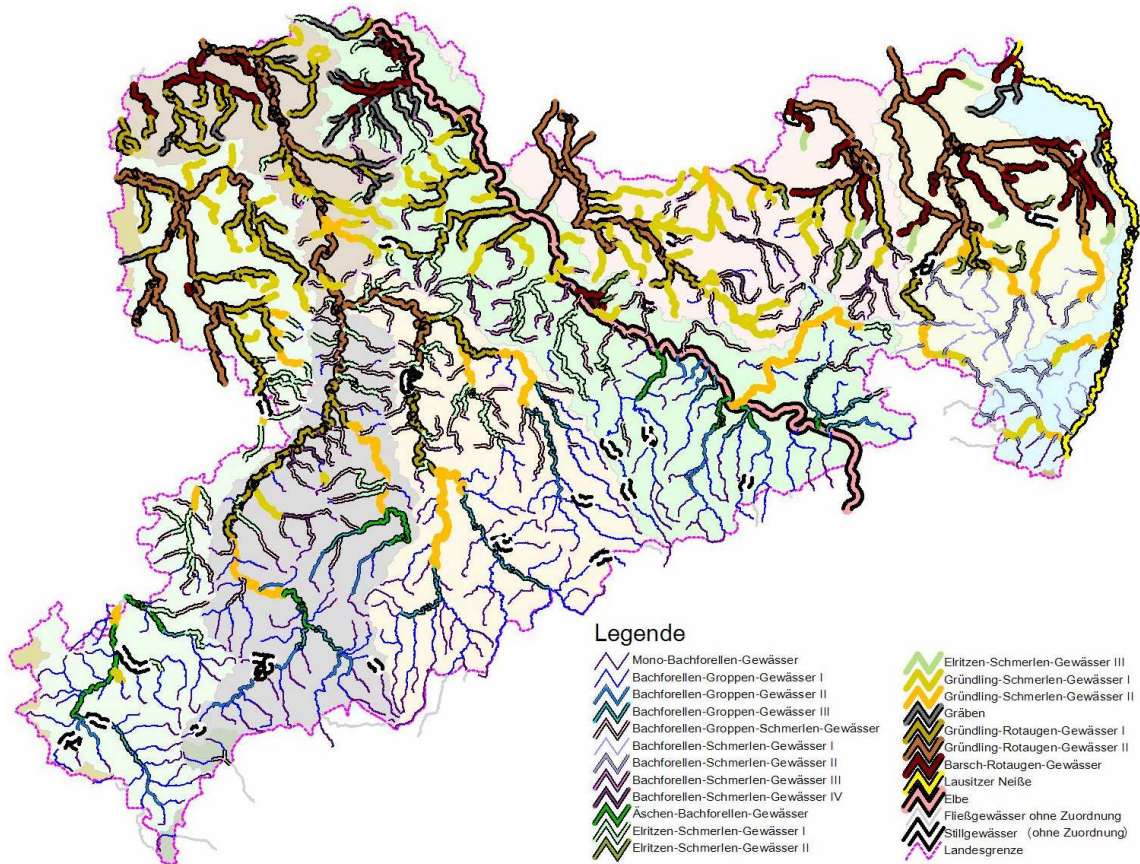 Legende
Mono-Bachforellen-Gewässer
Bachforellen-Groppen-Gewässer I
Bachforellen-Groppen-Gewässer II
Bachforellen-Groppen-Gewässer III
Bachforellen-Groppen-Schmerlen-Gewässer
Bachforellen-Schmerlen-Gewässer I
Bachforellen-Schmerlen-Gewässer II
Bachforellen-Schmerlen-Gewässer III
Bachforellen-Schmerlen-Gewässer IV
Äschen-Bachforellen-Gewässer
Elritzen-Schmerlen-Gewässer I
Elritzen-Schmerlen-Gewässer II
Elritzen-Schmerlen-Gewässer III
Gründling-Schmerlen-Gewässer I
Gründling-Schmerlen-Gewässer II
Gräben
Gründling-Rotaugen-Gewässer I
Gründling-Rotaugen-Gewässer II
Barsch-Rotaugen-Gewässer
Lausitzer Neiße
Elbe
Fließgewässer ohne Zuordnung
Stillgewässer (ohne Zuordnung)
Landesgrenze